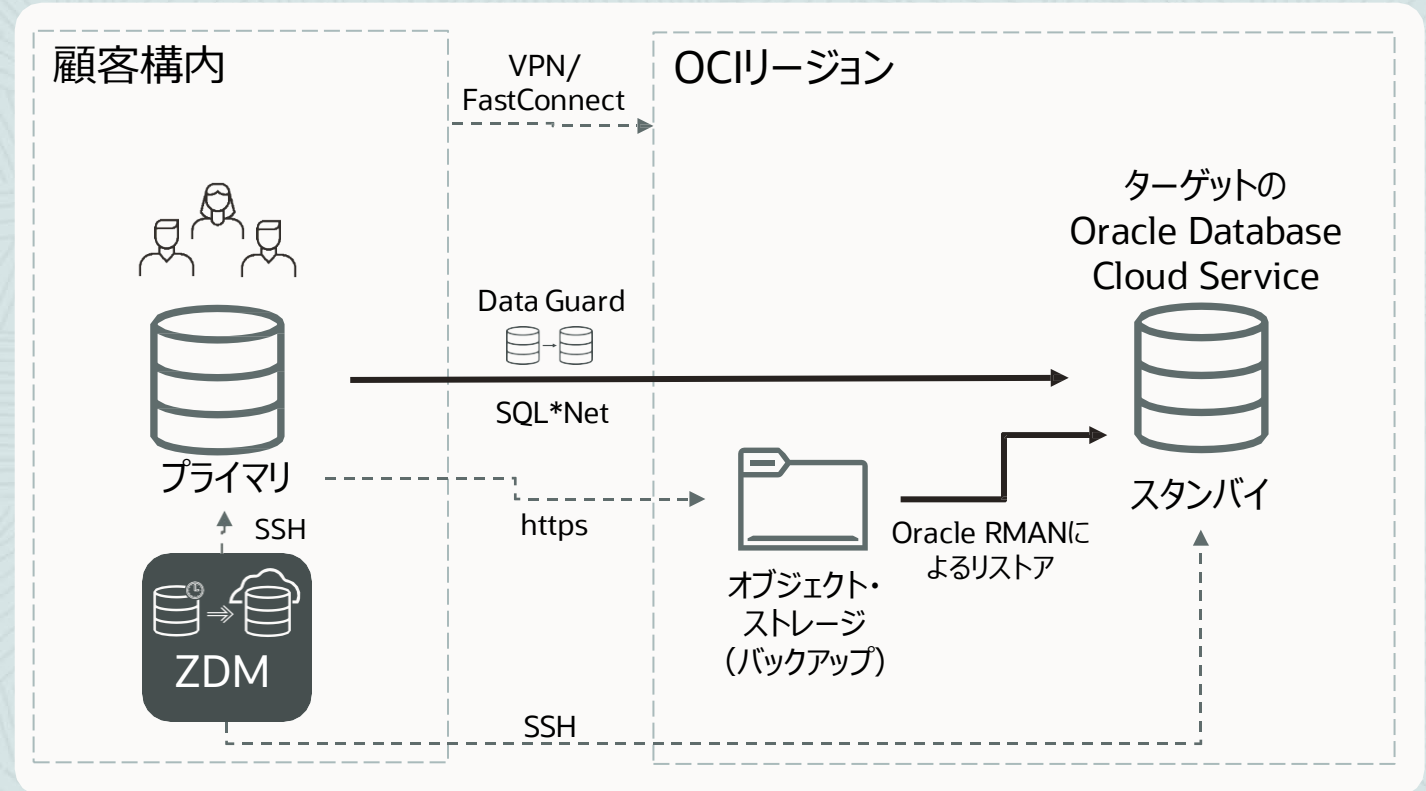 顧客構内
VPN/
FastConnect
OCIリージョン
ターゲットの
Oracle Database
Cloud Service
Data Guard
SQL*Net
プライマリ
https
スタンバイ
SSH
Oracle RMANに
よるリストア
オブジェクト・
ストレージ
(バックアップ)
ZDM
SSH